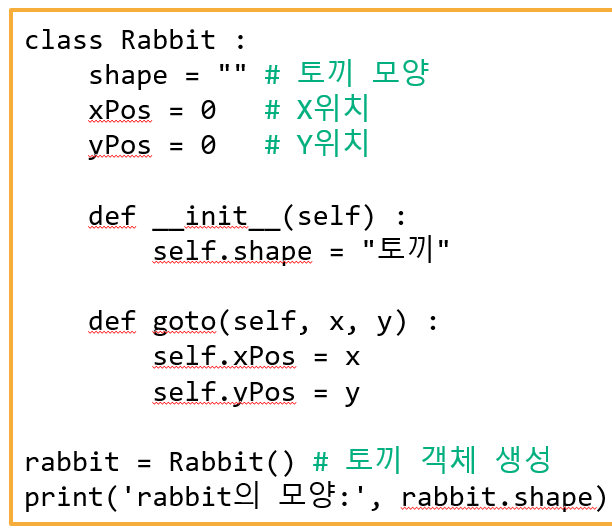 class Rabbit :
    shape = "" # 토끼 모양
    xPos = 0   # X위치
    yPos = 0   # Y위치

    def __init__(self) :
        self.shape = "토끼"

    def goto(self, x, y) :
        self.xPos = x
        self.yPos = y

rabbit = Rabbit() # 토끼 객체 생성
print('rabbit의 모양:', rabbit.shape)